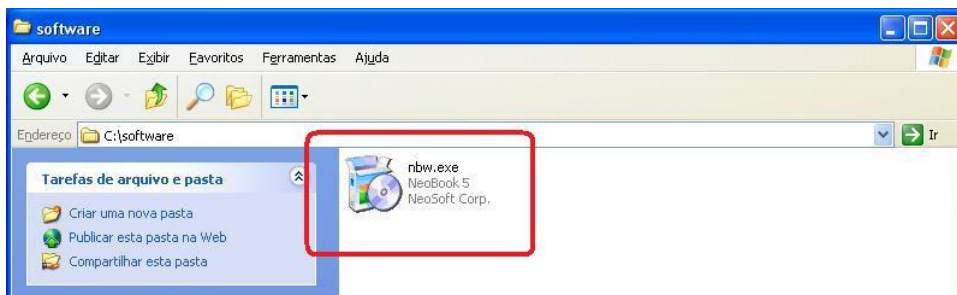 software
Arquivo Editar Exibir Favoritos Ferramentas Ajuda
Endereço C:\software Ir
nbw.exe
NeoBook 5
NeoSoft Corp.
Tarefas de arquivo e pasta
Criar uma nova pasta
Publicar esta pasta na Web
Compartilhar esta pasta